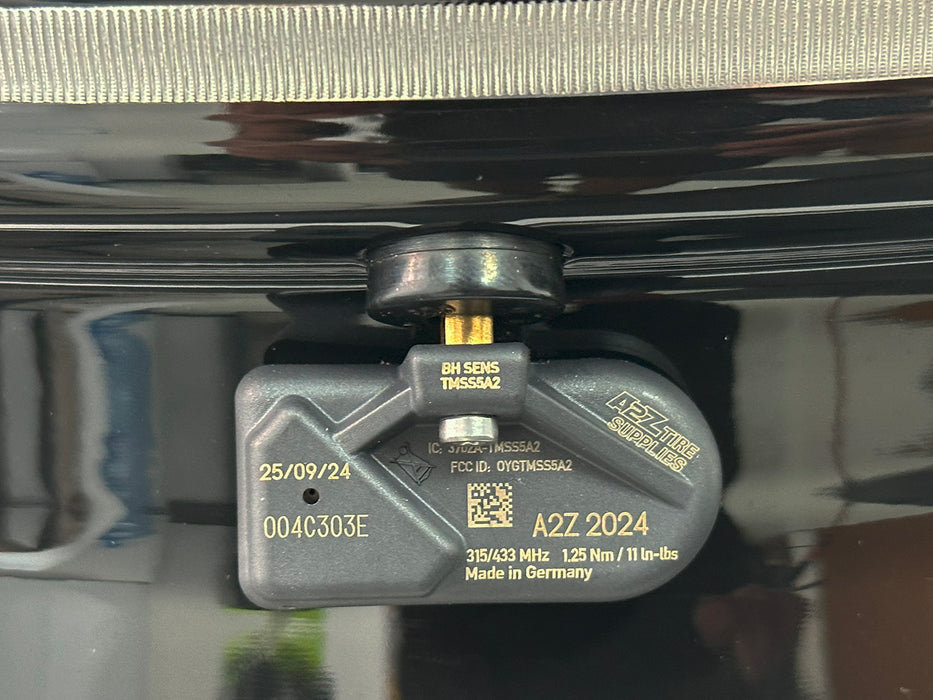 BH SENS
TMSS5A2
A2Z TIRE
SUPPLIES
IC: 3702A-TMSS5A2
FCC ID: OYGTMSS5A2
25/09/24
004C303E
A2Z 2024
315/433 MHz 1,25 Nm / 11 In-lbs
Made in Germany